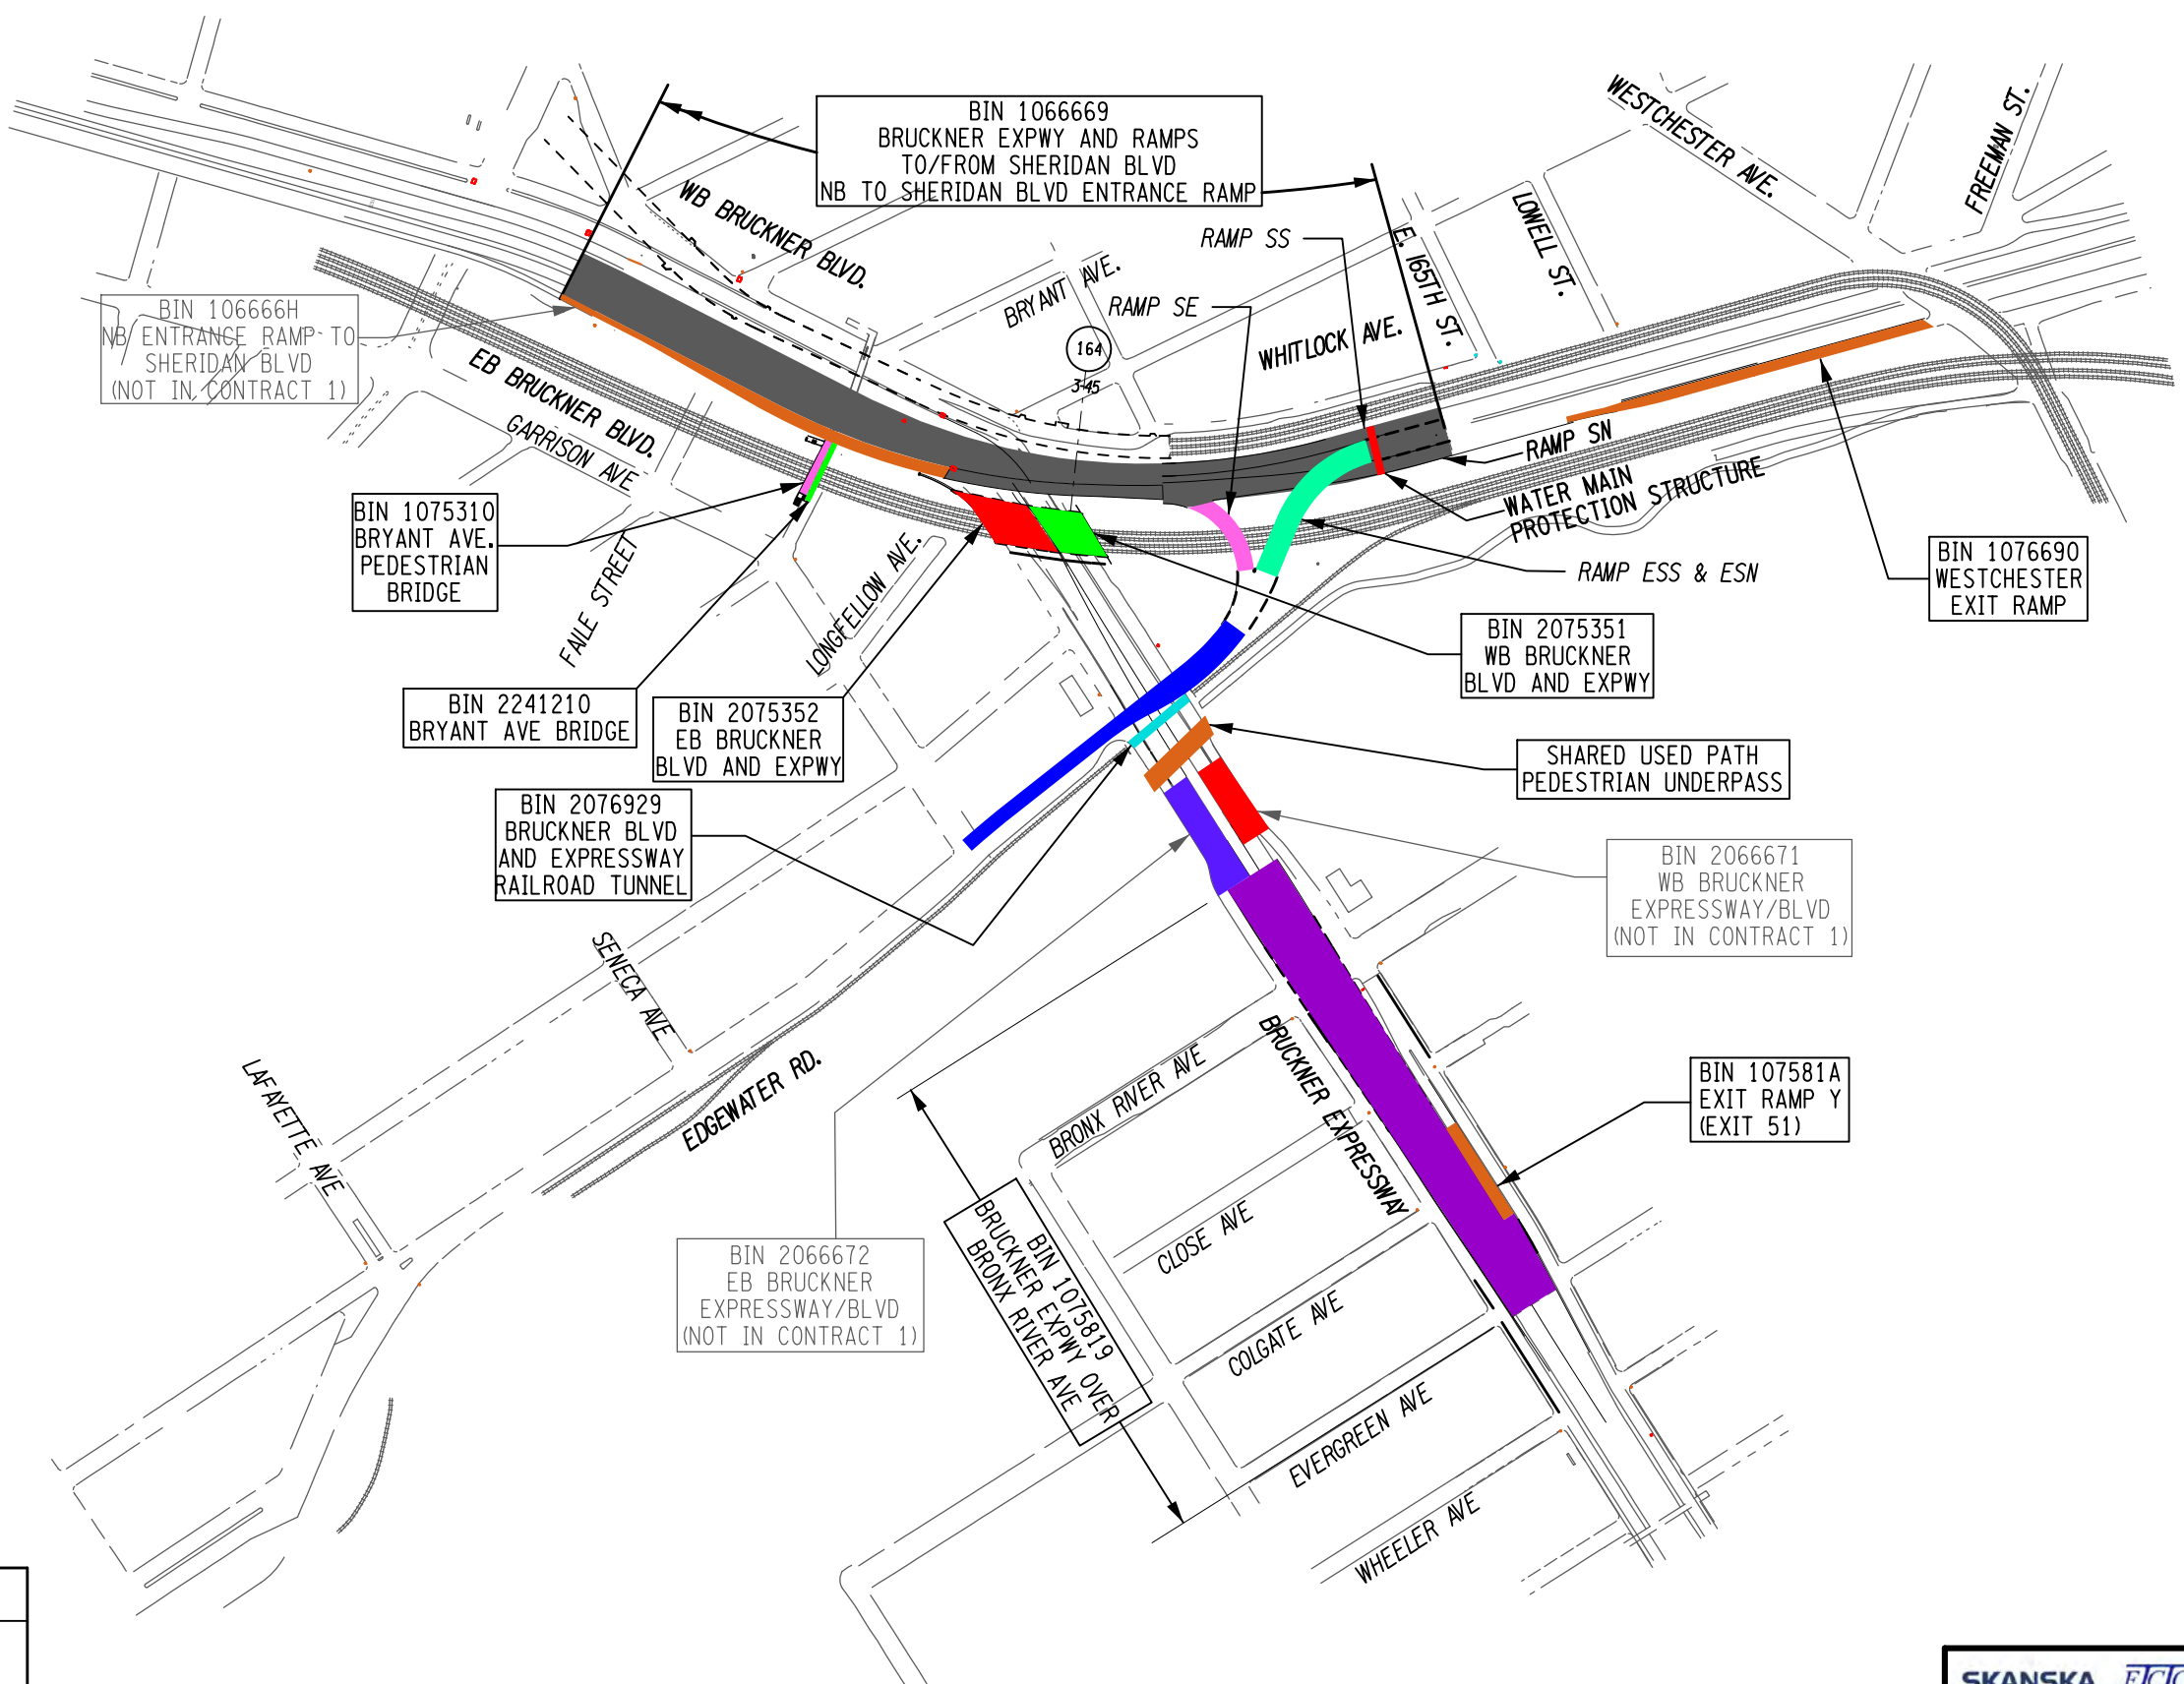 BIN 1066669
BRUCKNER EXPWY AND RAMPS
TO/FROM SHERIDAN BLVD
NB TO SHERIDAN BLVD ENTRANCE RAMP
WESTCHESTER AVE.
FREEMAN ST.
WB BRUCKNER BLVD.
LOWELL ST.
RAMP SS
E. 165TH ST.
BRYANT AVE.
RAMP SE
BIN 106666H
NB ENTRANCE RAMP TO
SHERIDAN BLVD
(NOT IN CONTRACT 1)
164
3-45
WHITLOCK AVE.
EB BRUCKNER BLVD.
GARRISON AVE
RAMP SN
WATER MAIN
PROTECTION STRUCTURE
BIN 1075310
BRYANT AVE.
PEDESTRIAN
BRIDGE
BIN 1076690
WESTCHESTER
EXIT RAMP
RAMP ESS & ESN
FAILE STREET
LONGFELLOW AVE.
BIN 2075351
WB BRUCKNER
BLVD AND EXPWY
BIN 2241210
BRYANT AVE BRIDGE
BIN 2075352
EB BRUCKNER
BLVD AND EXPWY
SHARED USED PATH
PEDESTRIAN UNDERPASS
BIN 2076929
BRUCKNER BLVD
AND EXPRESSWAY
RAILROAD TUNNEL
BIN 2066671
WB BRUCKNER
EXPRESSWAY/BLVD
(NOT IN CONTRACT 1)
SENECA AVE
LAFAYETTE AVE
EDGEWATER RD.
BRONX RIVER AVE
BRUCKNER EXPRESSWAY
BIN 107581A
EXIT RAMP Y
(EXIT 51)
CLOSE AVE
BIN 2066672
EB BRUCKNER
EXPRESSWAY/BLVD
(NOT IN CONTRACT 1)
BIN 1075819
BRUCKNER EXPWY OVER
BRONX RIVER AVE
COLGATE AVE
EVERGREEN AVE
WHEELER AVE
SKANSKA